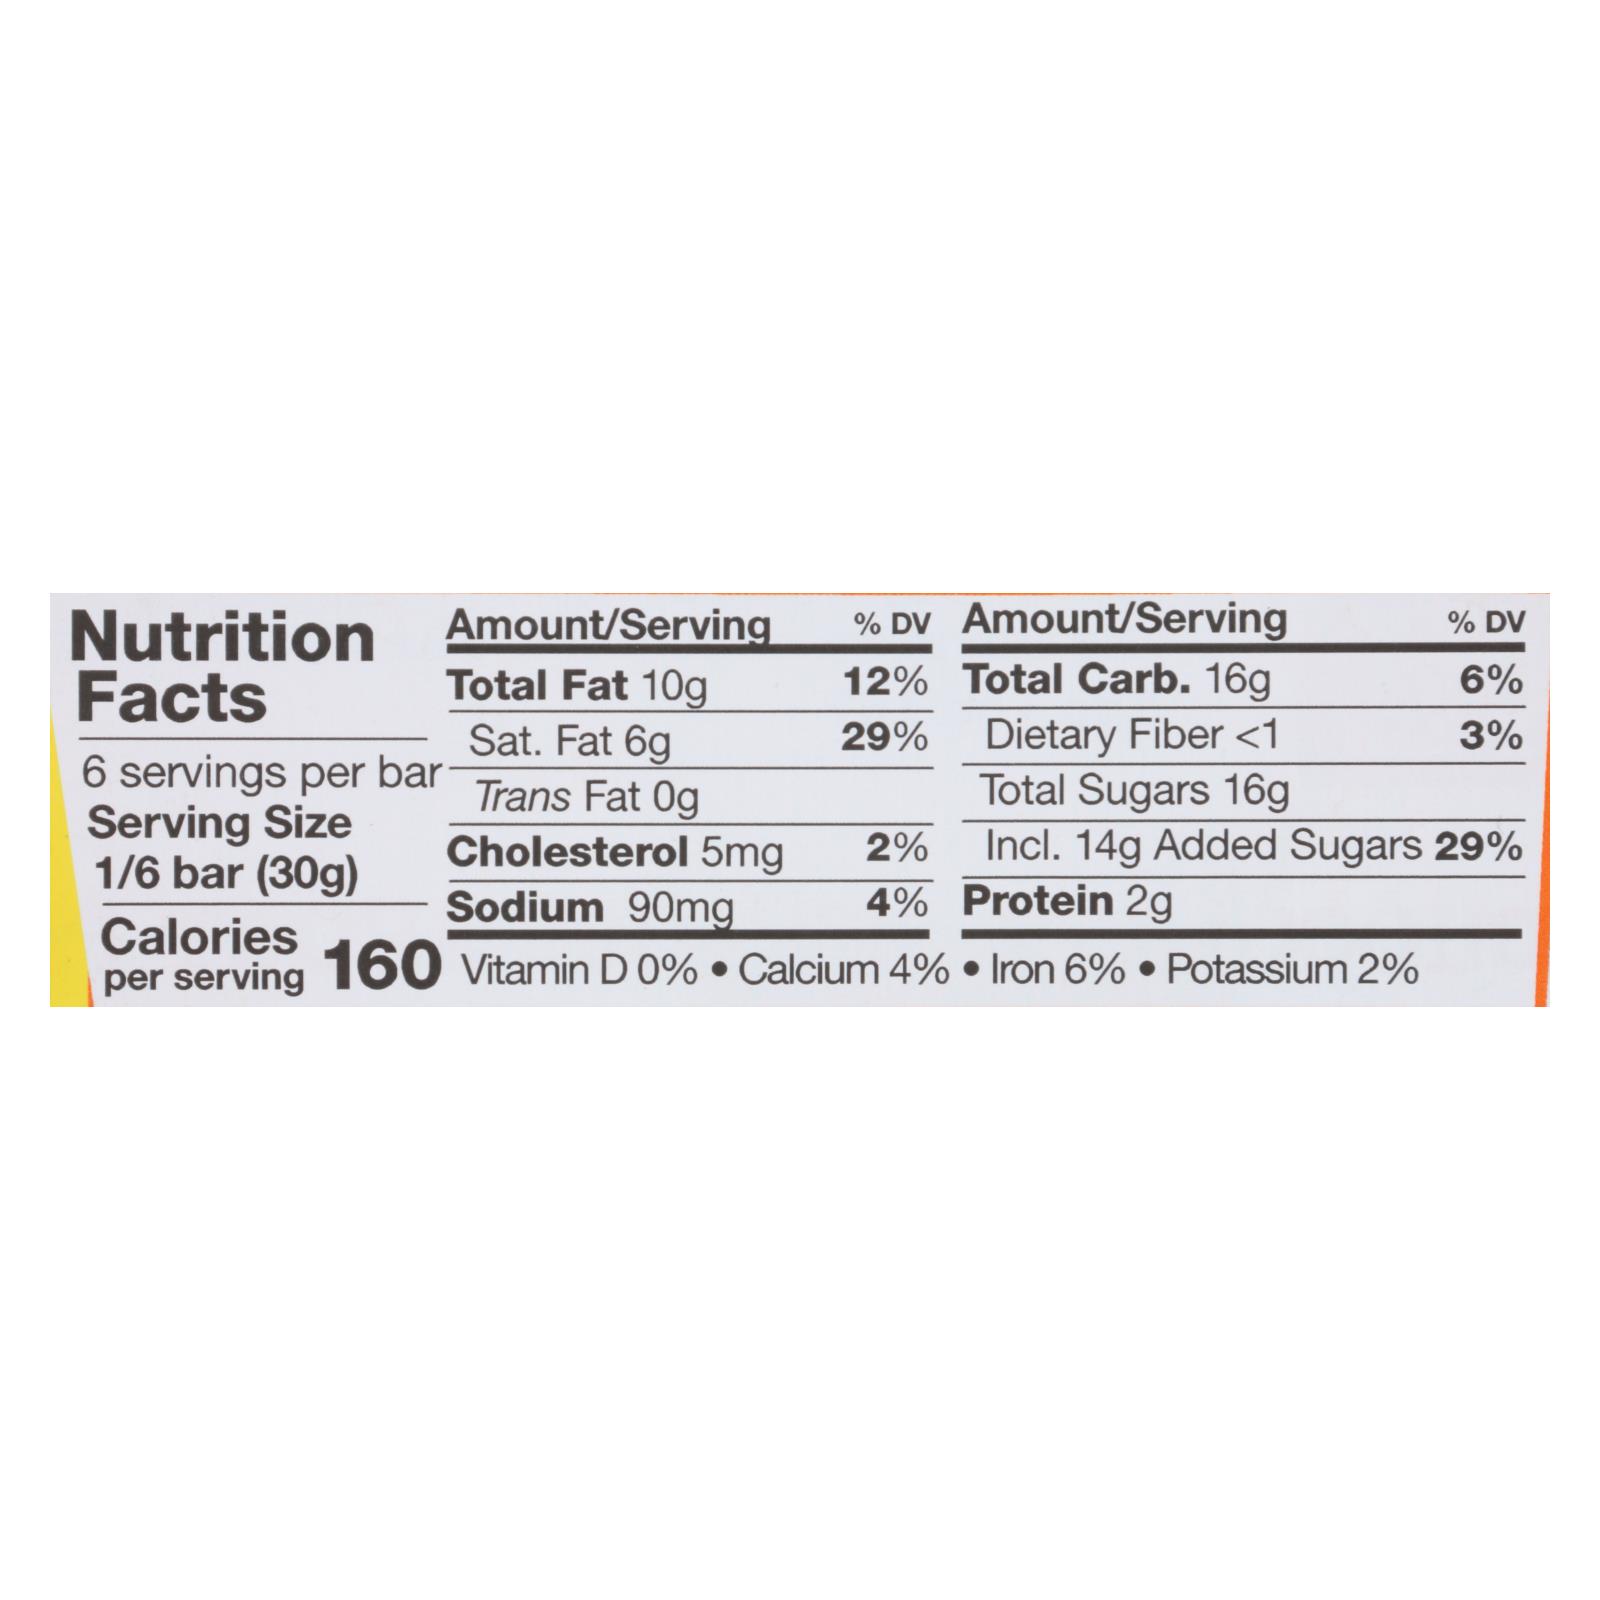 Nutrition
Facts
6 servings per bar
Serving Size
1/6 bar (30g)
Calories
per serving 160
Amount/Serving % DV
Total Fat 10g 12%
Sat. Fat 6g 29%
Trans Fat 0g
Cholesterol 5mg 2%
Sodium 90mg 4%
Amount/Serving % DV
Total Carb. 16g 6%
Dietary Fiber <1 3%
Total Sugars 16g
Incl. 14g Added Sugars 29%
Protein 2g
Vitamin D 0% • Calcium 4% • Iron 6% • Potassium 2%